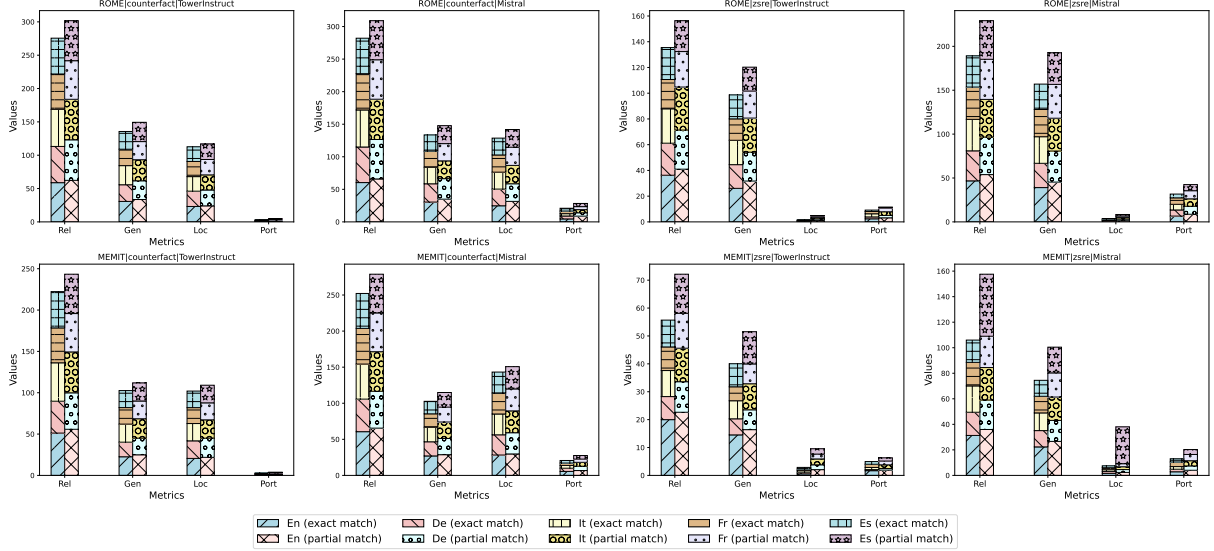 ROME|counterfact|TowerInstruct
300
250
200
150
100
50
0
Values
Rel
Gen
Loc
Port
Metrics
ROME|counterfact|Mistral
300
250
200
150
100
50
0
Values
Rel
Gen
Loc
Port
Metrics
ROME|zsre|TowerInstruct
160
140
120
100
80
60
40
20
0
Values
Rel
Gen
Loc
Port
Metrics
ROME|zsre|Mistral
200
150
100
50
0
Values
Rel
Gen
Loc
Port
Metrics
MEMIT|counterfact|TowerInstruct
250
200
150
100
50
0
Values
Rel
Gen
Loc
Port
Metrics
MEMIT|counterfact|Mistral
250
200
150
100
50
0
Values
Rel
Gen
Loc
Port
Metrics
MEMIT|zsre|TowerInstruct
70
60
50
40
30
20
10
0
Values
Rel
Gen
Loc
Port
Metrics
MEMIT|zsre|Mistral
160
140
120
100
80
60
40
20
0
Values
Rel
Gen
Loc
Port
Metrics
En (exact match)
De (exact match)
It (exact match)
Fr (exact match)
Es (exact match)
En (partial match)
De (partial match)
It (partial match)
Fr (partial match)
Es (partial match)